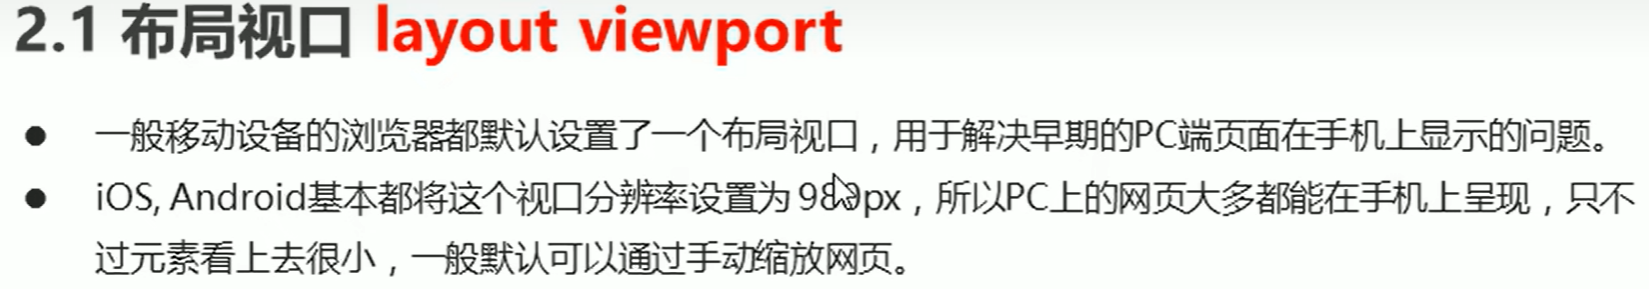 2.1 布局视口 layout viewport
● 一般移动设备的浏览器都默认设置了一个布局视口，用于解决早期的PC端页面在手机上显示的问题。
● iOS, Android基本都将这个视口分辨率设置为 980px，所以PC上的网页大多都能在手机上呈现，只不
过元素看上去很小，一般默认可以通过手动缩放网页。